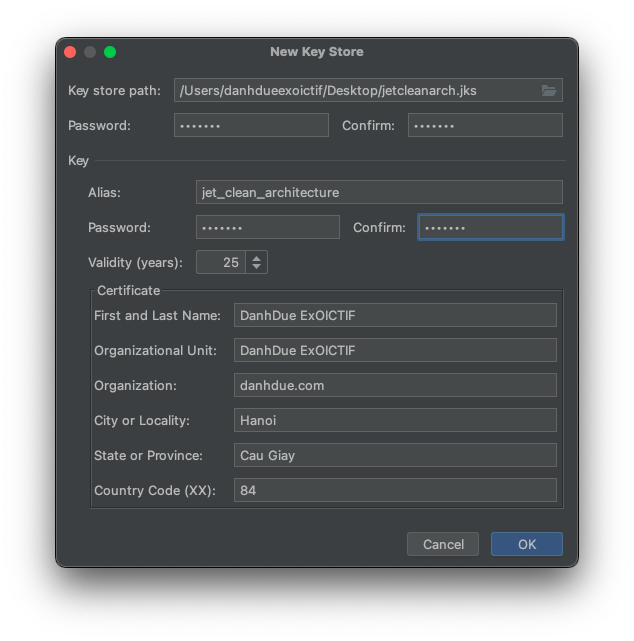 New Key Store
Key store path: /Users/danhdueexoictif/Desktop/jetcleanarch.jks
Password: ••••••• Confirm: •••••••
Key
Alias: jet_clean_architecture
Password: ••••••• Confirm: •••••••
Validity (years): 25
Certificate
First and Last Name: DanhDue ExOICTIF
Organizational Unit: DanhDue ExOICTIF
Organization: danhdue.com
City or Locality: Hanoi
State or Province: Cau Giay
Country Code (XX): 84
Cancel OK